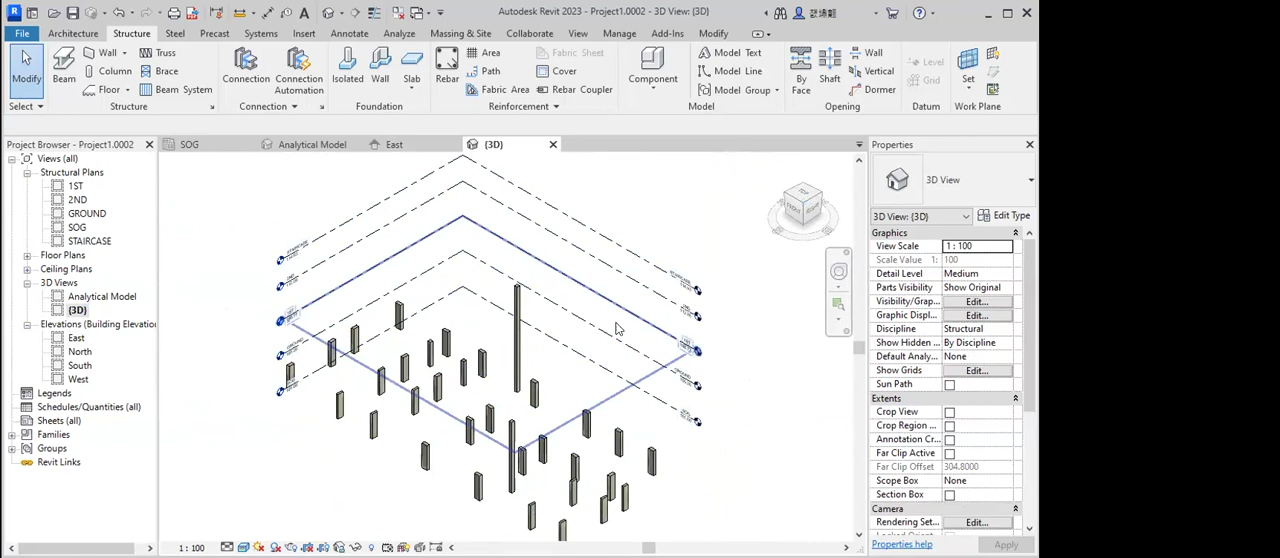 Autodesk Revit 2023 - Project1.0002 - 3D View: {3D}
File Architecture Structure Steel Precast Systems Insert Annotate Analyze Massing & Site Collaborate View Manage Add-Ins Modify
Modify
Select
Beam
Wall
Column
Floor
Truss
Brace
Beam System
Structure
Connection
Connection Automation
Connection
Isolated
Wall
Slab
Foundation
Rebar
Area
Path
Fabric Area
Fabric Sheet
Cover
Rebar Coupler
Reinforcement
Component
Model Text
Model Line
Model Group
Model
By Face
Shaft
Wall
Vertical
Dormer
Opening
Level
Grid
Datum
Set
Work Plane
Project Browser - Project1.0002
Views (all)
Structural Plans
1ST
2ND
GROUND
SOG
STAIRCASE
Floor Plans
Ceiling Plans
3D Views
Analytical Model
{3D}
Elevations (Building Elevation
East
North
South
West
Legends
Schedules/Quantities (all)
Sheets (all)
Families
Groups
Revit Links
SOG
Analytical Model
East
{3D}
TOP
1 : 100
Properties
3D View
3D View: {3D}
Edit Type
Graphics
View Scale 1 : 100
Scale Value 1: 100
Detail Level Medium
Parts Visibility Show Original
Visibility/Grap... Edit...
Graphic Displ... Edit...
Discipline Structural
Show Hidden ... By Discipline
Default Analy... None
Show Grids Edit...
Sun Path
Extents
Crop View
Crop Region ...
Annotation Cr...
Far Clip Active
Far Clip Offset 304.8000
Scope Box None
Section Box
Camera
Rendering Set... Edit...
Properties help
Apply